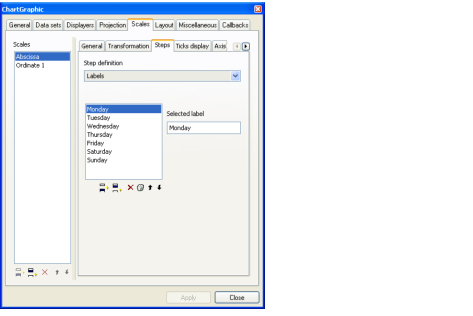 ChartGraphic
General Data sets Displayers Projection Scales Layout Miscellaneous Callbacks
Scales
Abscissa
Ordinate 1
General Transformation Steps Ticks display Axis
Step definition
Labels
Monday
Tuesday
Wednesday
Thursday
Friday
Saturday
Sunday
Selected label
Monday
Apply Close